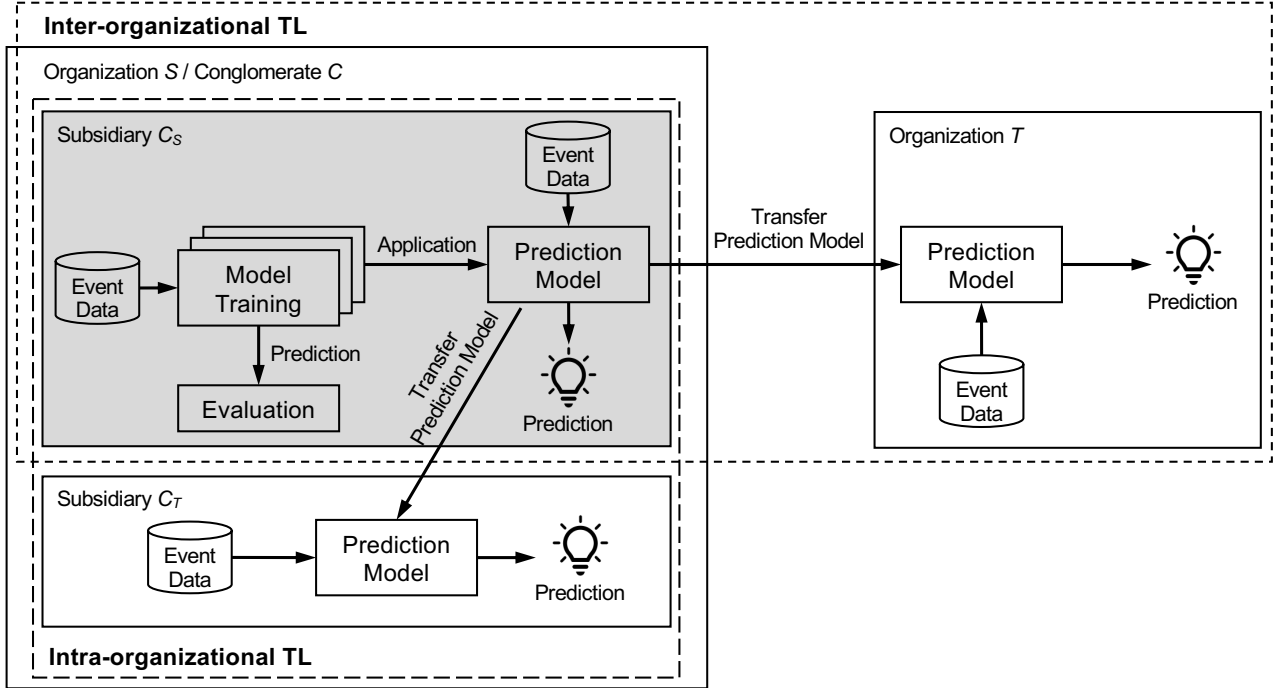 Inter-organizational TL
Organization S / Conglomerate C
Subsidiary C_S
Event
Data
Event
Data
Model
Training
Application
Prediction
Model
Prediction
Evaluation
Prediction
Transfer
Prediction Model
Transfer
Prediction Model
Organization T
Prediction
Model
Prediction
Event
Data
Subsidiary C_T
Event
Data
Prediction
Model
Prediction
Intra-organizational TL